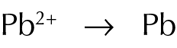 Pb²⁺ → Pb